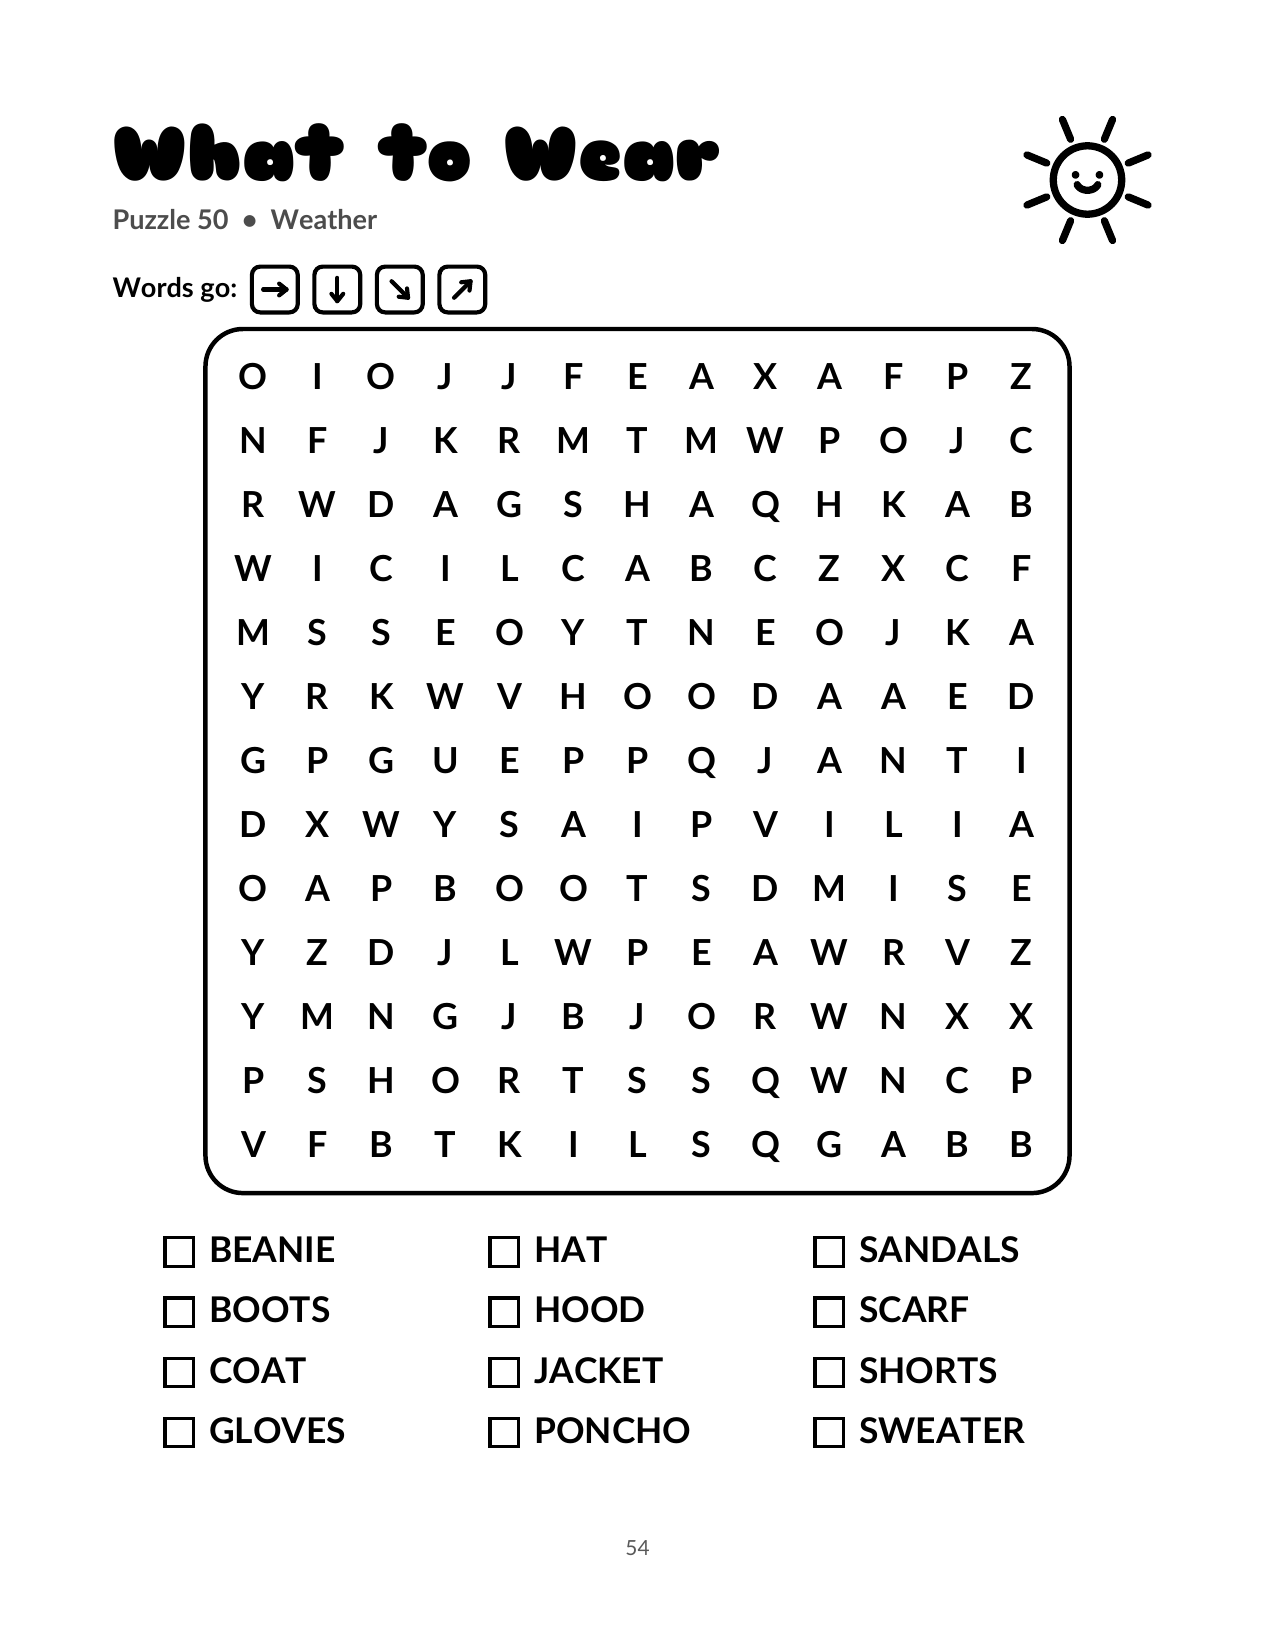 What to Wear
Puzzle 50 • Weather
Words go: → ↓ ↘ ↗
O I O J J F E A X A F P Z
N F J K R M T M W P O J C
R W D A G S H A Q H K A B
W I C I L C A B C Z X C F
M S S E O Y T N E O J K A
Y R K W V H O O D A A E D
G P G U E P P Q J A N T I
D X W Y S A I P V I L I A
O A P B O O T S D M I S E
Y Z D J L W P E A W R V Z
Y M N G J B J O R W N X X
P S H O R T S S Q W N C P
V F B T K I L S Q G A B B
BEANIE HAT SANDALS
BOOTS HOOD SCARF
COAT JACKET SHORTS
GLOVES PONCHO SWEATER
54